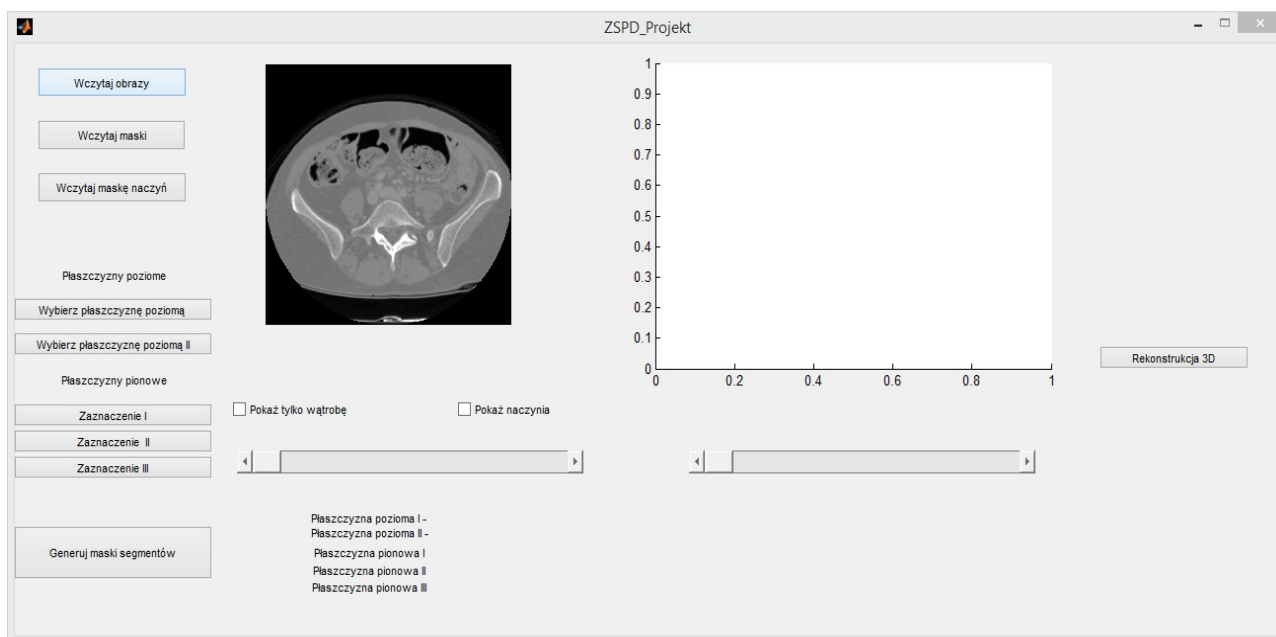 ZSPD_Projekt
Wczytaj obrazy
Wczytaj maski
Wczytaj maskę naczyń
Płaszczyzny poziome
Wybierz płaszczyznę poziomą
Wybierz płaszczyznę poziomą II
Płaszczyzny pionowe
Zaznaczenie I
Zaznaczenie II
Zaznaczenie III
Generuj maski segmentów
Pokaż tylko wątrobę
Pokaż naczynia
Płaszczyzna pozioma I -
Płaszczyzna pozioma II -
Płaszczyzna pionowa I
Płaszczyzna pionowa II
Płaszczyzna pionowa III
1
0.9
0.8
0.7
0.6
0.5
0.4
0.3
0.2
0.1
0
0 0.2 0.4 0.6 0.8 1
Rekonstrukcja 3D